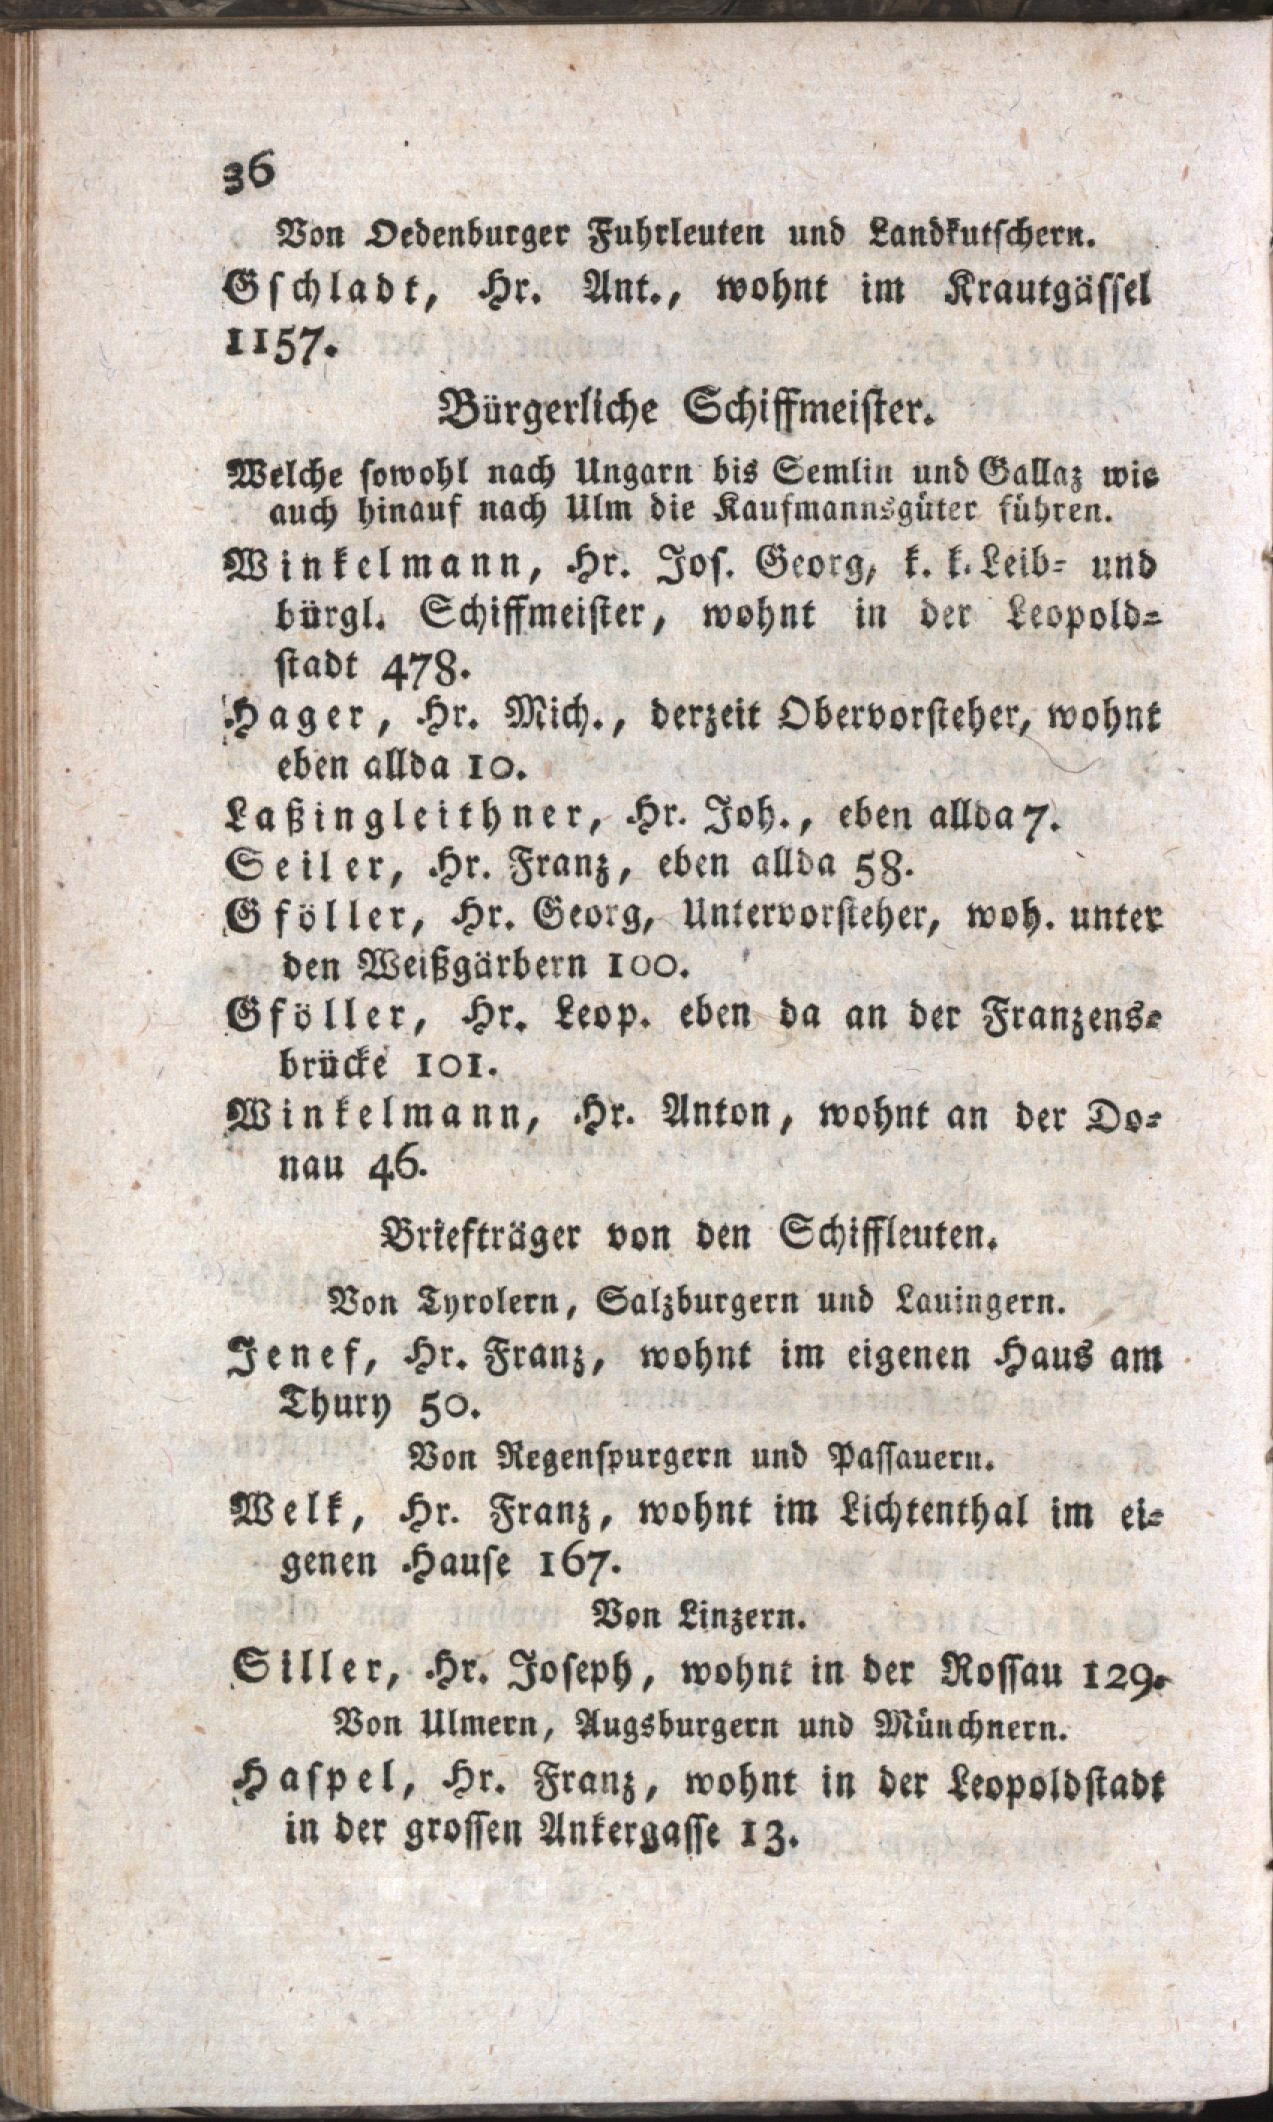 36
Von Oedenburger Fuhrleuten und Landkutschern.
Gschladt, Hr. Ant., wohnt im Krautgässel
1157.
Bürgerliche Schiffmeister.
Welche sowohl nach Ungarn bis Semlin und Gallaz wie
auch hinauf nach Ulm die Kaufmannsgüter führen.
Winkelmann, Hr. Jos. Georg, k. k. Leib- und
bürgl. Schiffmeister, wohnt in der Leopold-
stadt 478.
Hager, Hr. Mich., derzeit Obervorsteher, wohnt
eben allda 10.
Laßingleithner, Hr. Joh., eben allda 7.
Seiler, Hr. Franz, eben allda 58.
Gföller, Hr. Georg, Untervorsteher, woh. unter
den Weißgärbern 100.
Gföller, Hr. Leop. eben da an der Franzens-
brücke 101.
Winkelmann, Hr. Anton, wohnt an der Do-
nau 46.
Briefträger von den Schiffleuten.
Von Tyrolern, Salzburgern und Lauingern.
Jenef, Hr. Franz, wohnt im eigenen Haus am
Thury 50.
Von Regenspurgern und Passauern.
Welk, Hr. Franz, wohnt im Lichtenthal im ei-
genen Hause 167.
Von Linzern.
Siller, Hr. Joseph, wohnt in der Rossau 129.
Von Ulmern, Augsburgern und Münchnern.
Haspel, Hr. Franz, wohnt in der Leopoldstadt
in der grossen Ankergasse 13.